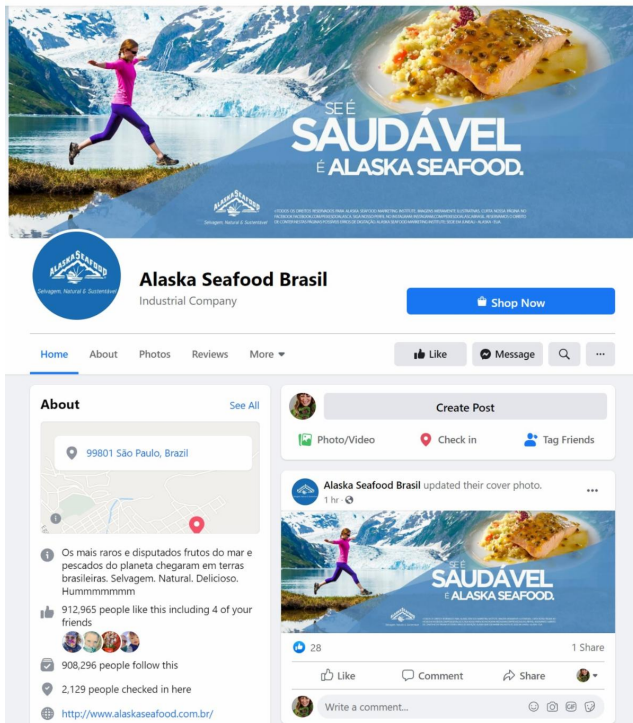 SE É
SAUDÁVEL
É ALASKA SEAFOOD.
ALASKA SEAFOOD
Selvagem, Natural & Sustentável
ALASKA SEAFOOD
Selvagem, Natural & Sustentável
Alaska Seafood Brasil
Industrial Company
Shop Now
Home About Photos Reviews More
Like Message
About See All
99801 São Paulo, Brazil
Os mais raros e disputados frutos do mar e
pescados do planeta chegaram em terras
brasileiras. Selvagem. Natural. Delicioso.
Hummmmmmm
912,965 people like this including 4 of your
friends
908,296 people follow this
2,129 people checked in here
http://www.alaskaseafood.com.br/
Create Post
Photo/Video Check in Tag Friends
Alaska Seafood Brasil updated their cover photo.
1 hr
SE É
SAUDÁVEL
É ALASKA SEAFOOD.
28 1 Share
Like Comment Share
Write a comment...
GIF